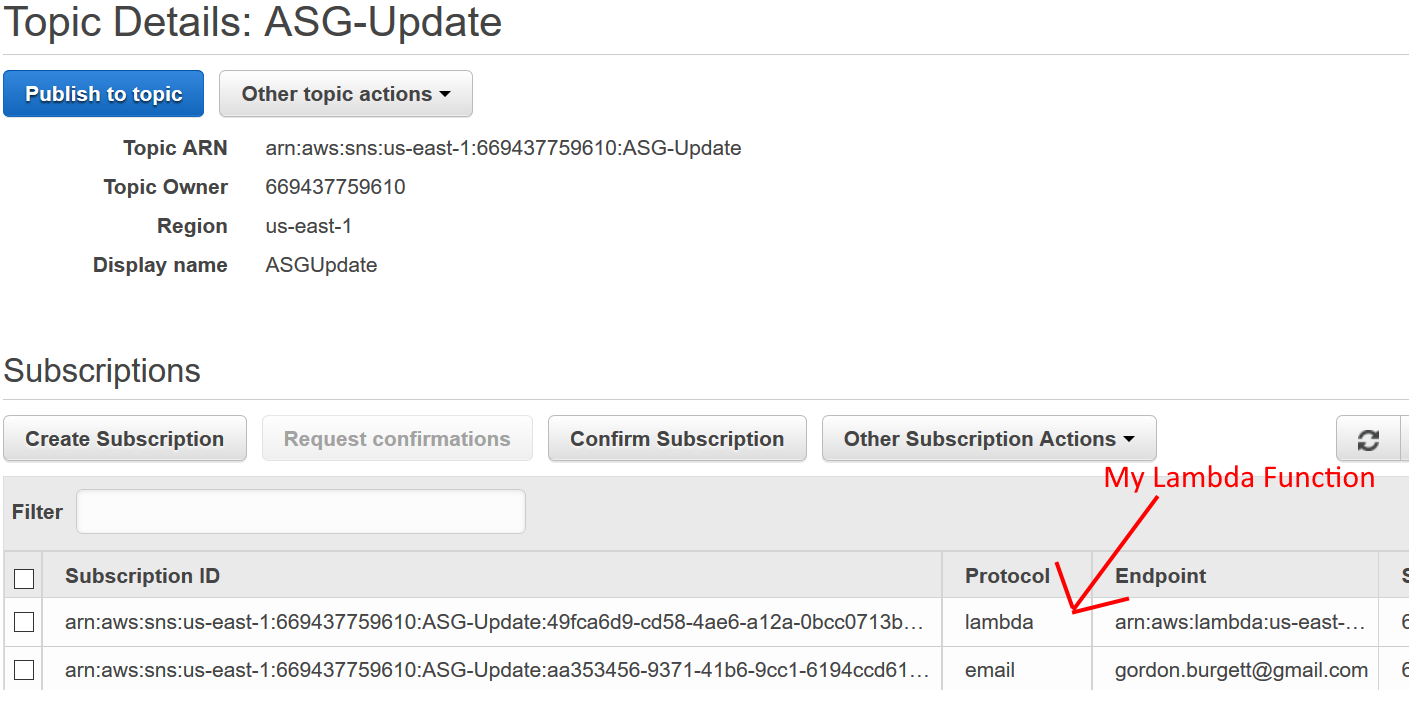 Topic Details: ASG-Update
Publish to topic Other topic actions
Topic ARN arn:aws:sns:us-east-1:669437759610:ASG-Update
Topic Owner 669437759610
Region us-east-1
Display name ASGUpdate
Subscriptions
Create Subscription Request confirmations Confirm Subscription Other Subscription Actions
My Lambda Function
Filter
Subscription ID Protocol Endpoint
arn:aws:sns:us-east-1:669437759610:ASG-Update:49fca6d9-cd58-4ae6-a12a-0bcc0713b... lambda arn:aws:lambda:us-east-... 6
arn:aws:sns:us-east-1:669437759610:ASG-Update:aa353456-9371-41b6-9cc1-6194ccd61... email gordon.burgett@gmail.com 6